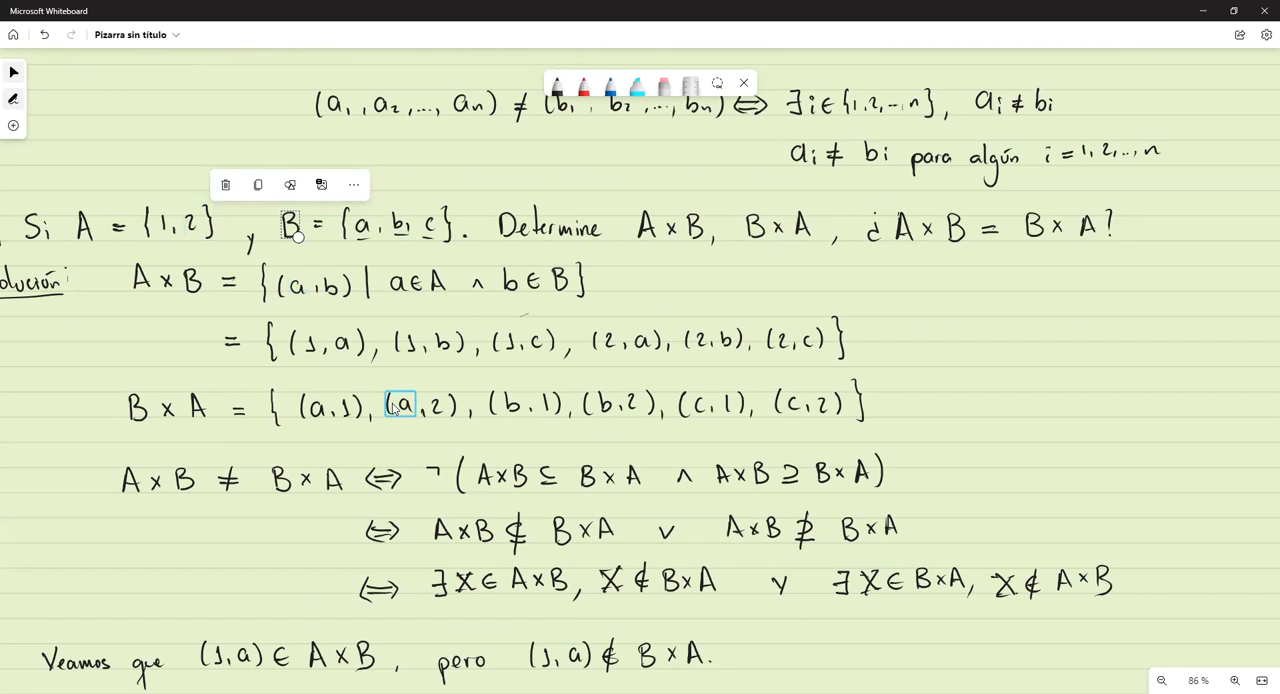 Microsoft Whiteboard
Pizarra sin título
(a₁, a₂, ..., aₙ) ≠ (b₁, b₂, ..., bₙ) ⟺ ∃i∈{1,2,...n}, aᵢ ≠ bᵢ
aᵢ ≠ bᵢ para algún i = 1,2,...,n
Si A = {1,2} y B = {a, b, c}. Determine A×B, B×A, ¿A×B = B×A?
olución: A×B = {(a,b) | a∈A ∧ b∈B}
= {(1,a), (1,b), (1,c), (2,a), (2,b), (2,c)}
B×A = {(a,1), (a,2), (b,1), (b,2), (c,1), (c,2)}
A×B ≠ B×A ⟺ ¬(A×B ⊆ B×A ∧ A×B ⊇ B×A)
⟺ A×B ⊈ B×A ∨ A×B ⊉ B×A
⟺ ∃X∈A×B, X∉B×A y ∃X∈B×A, X∉A×B
Veamos que (1,a)∈A×B, pero (1,a)∉B×A.
86 %